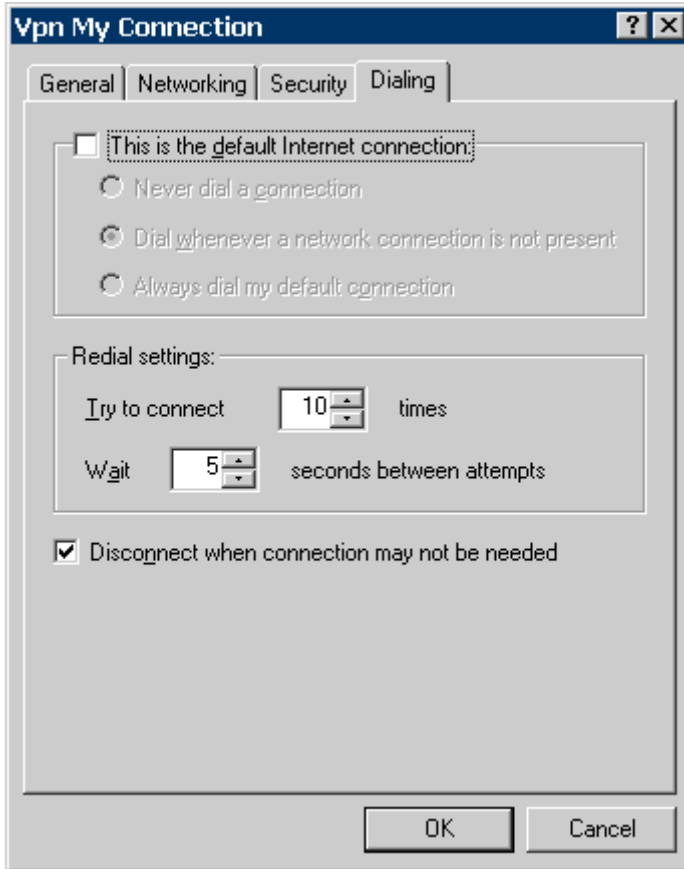 Vpn My Connection
General Networking Security Dialing
This is the default Internet connection:
Never dial a connection
Dial whenever a network connection is not present
Always dial my default connection
Redial settings:
Try to connect 10 times
Wait 5 seconds between attempts
Disconnect when connection may not be needed
OK Cancel